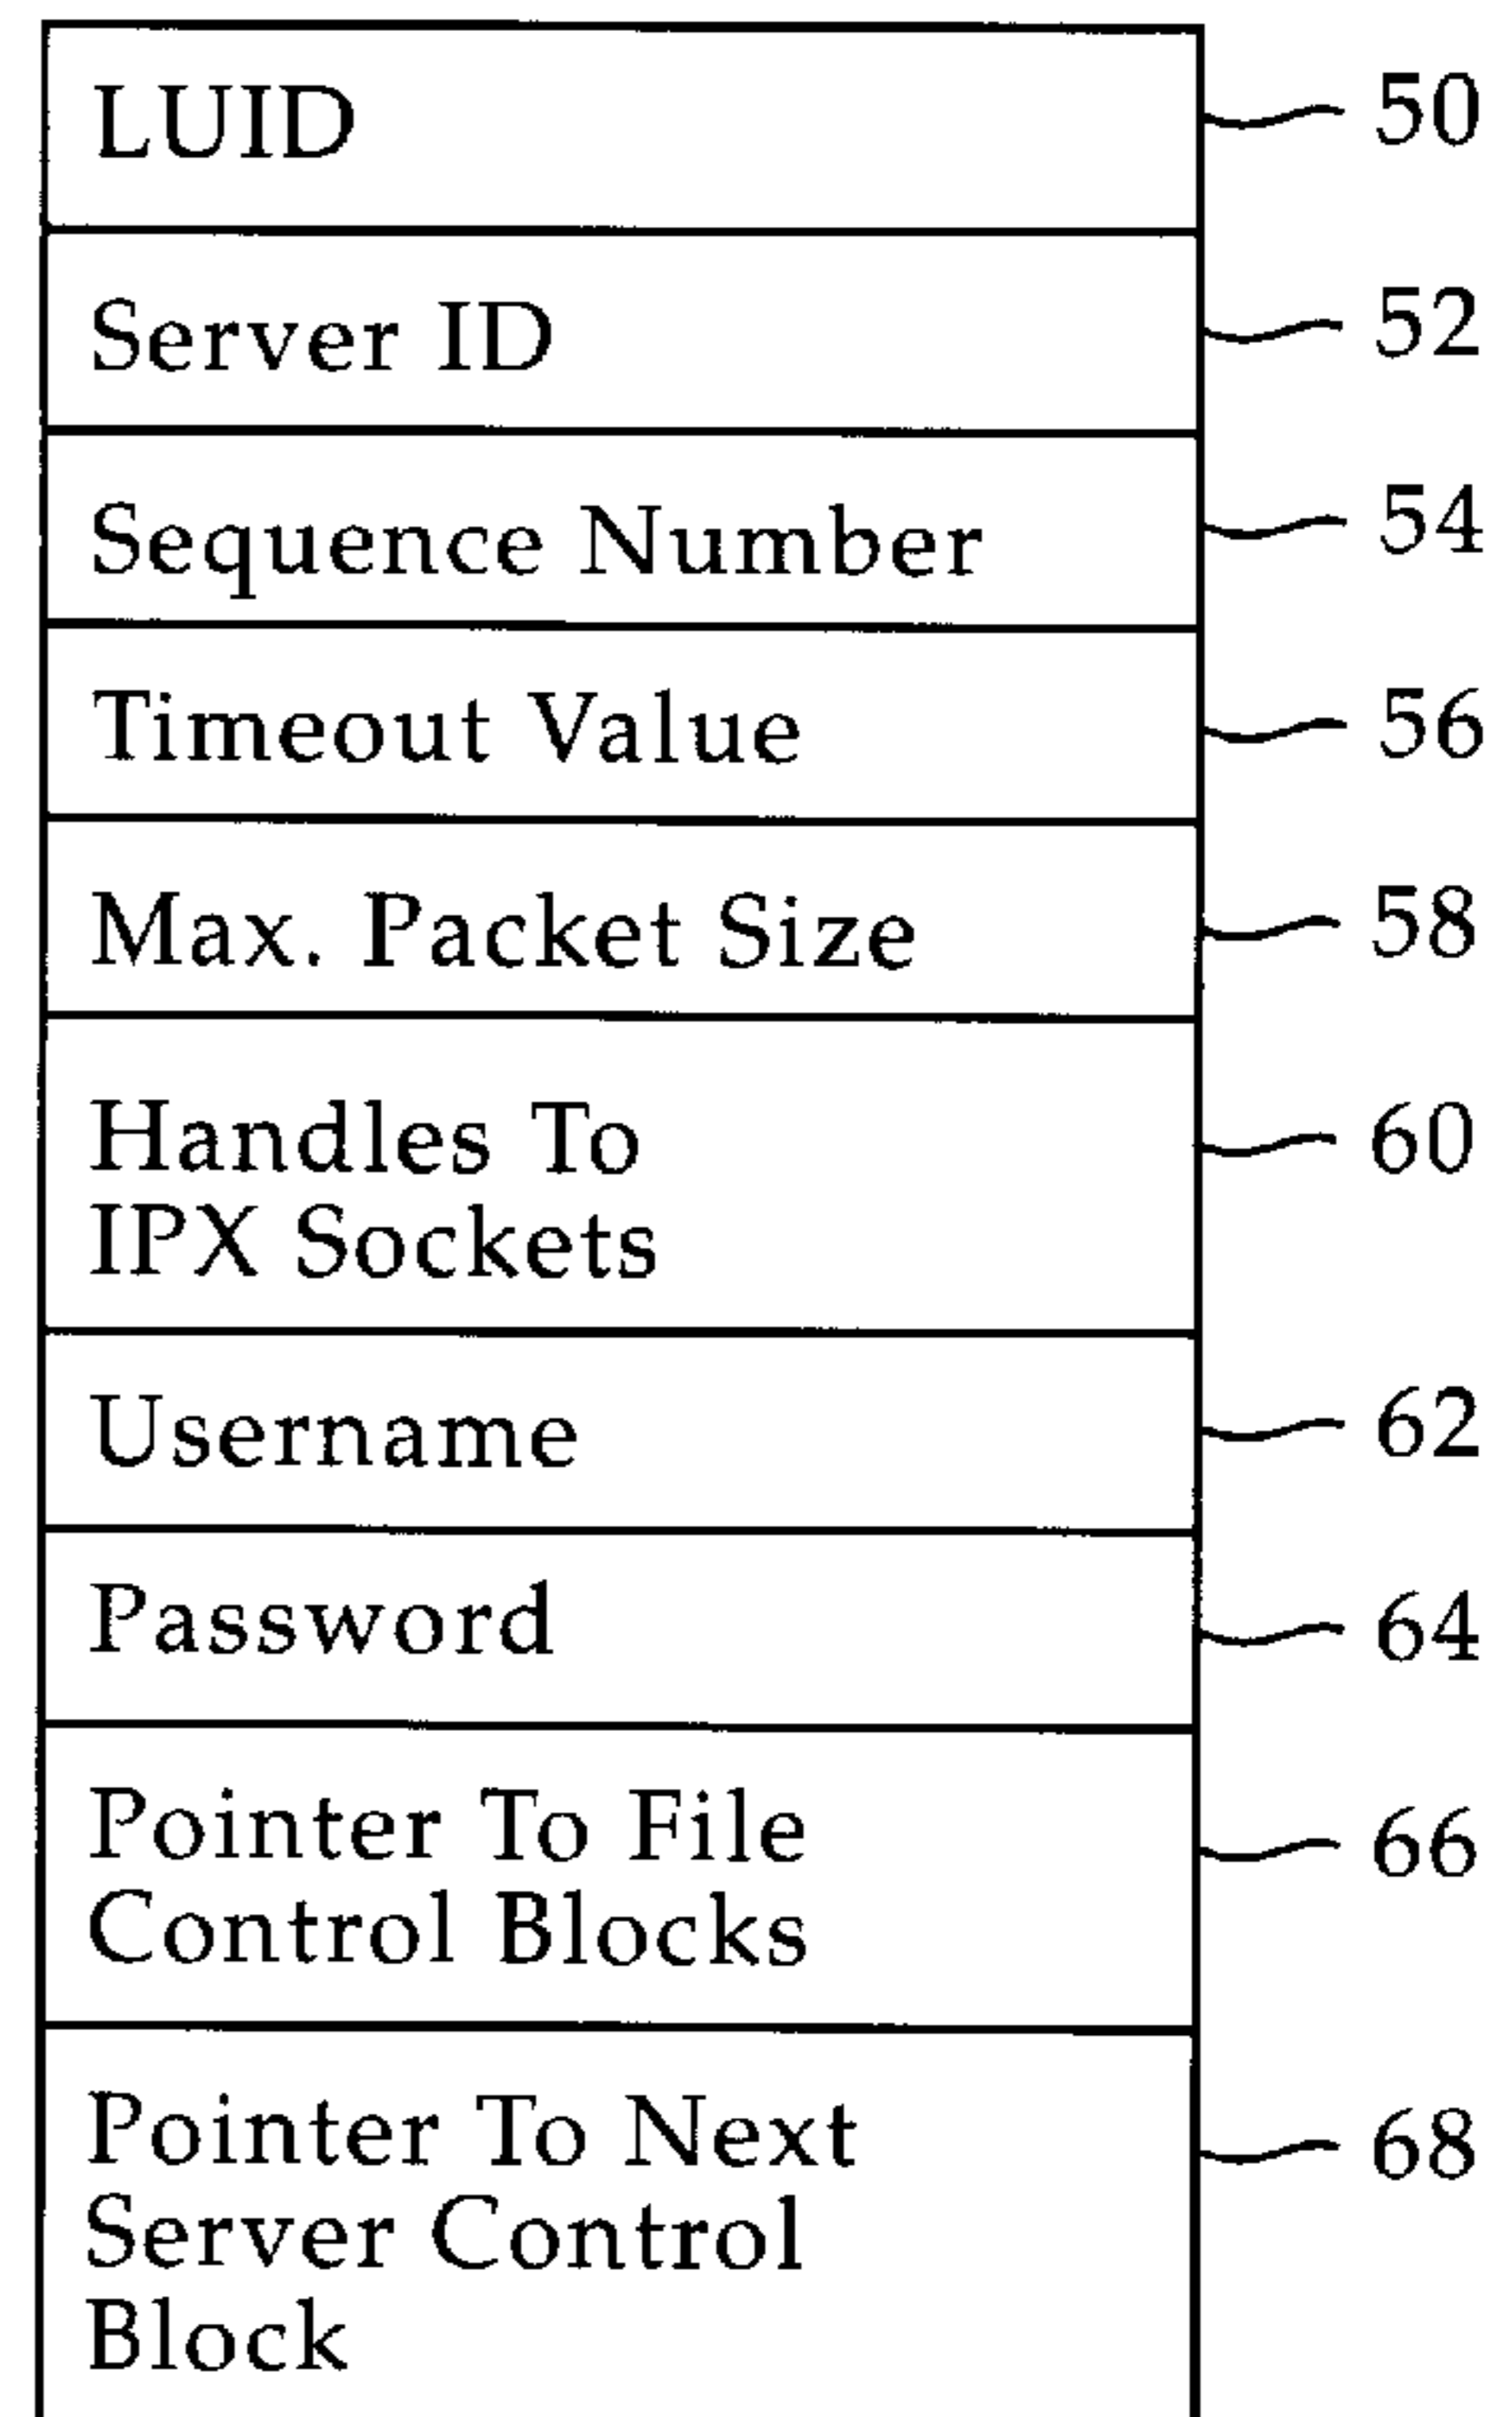 LUID 50
Server ID 52
Sequence Number 54
Timeout Value 56
Max. Packet Size 58
Handles To 60
IPX Sockets
Username 62
Password 64
Pointer To File 66
Control Blocks
Pointer To Next 68
Server Control
Block